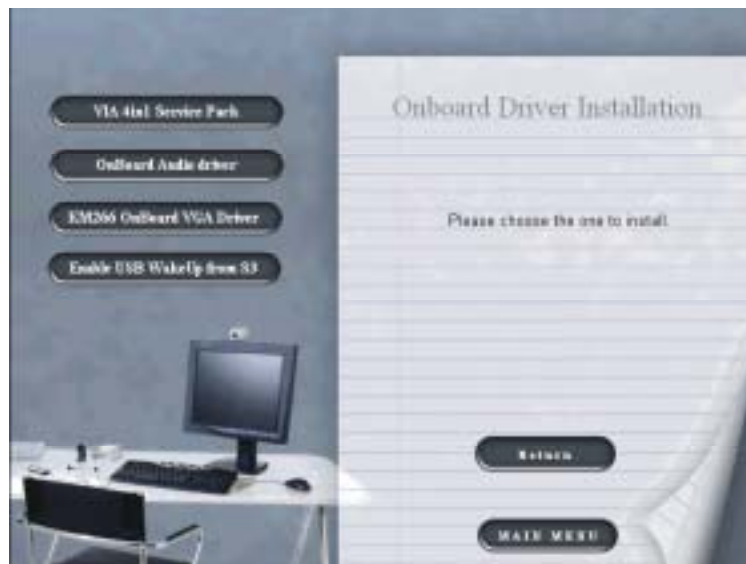 VIA 4in1 Service Pack
OnBoard Audio driver
KM266 OnBoard VGA Driver
Enable USB WakeUp from S3
Onboard Driver Installation
Please choose the one to install.
Return
MAIN MENU